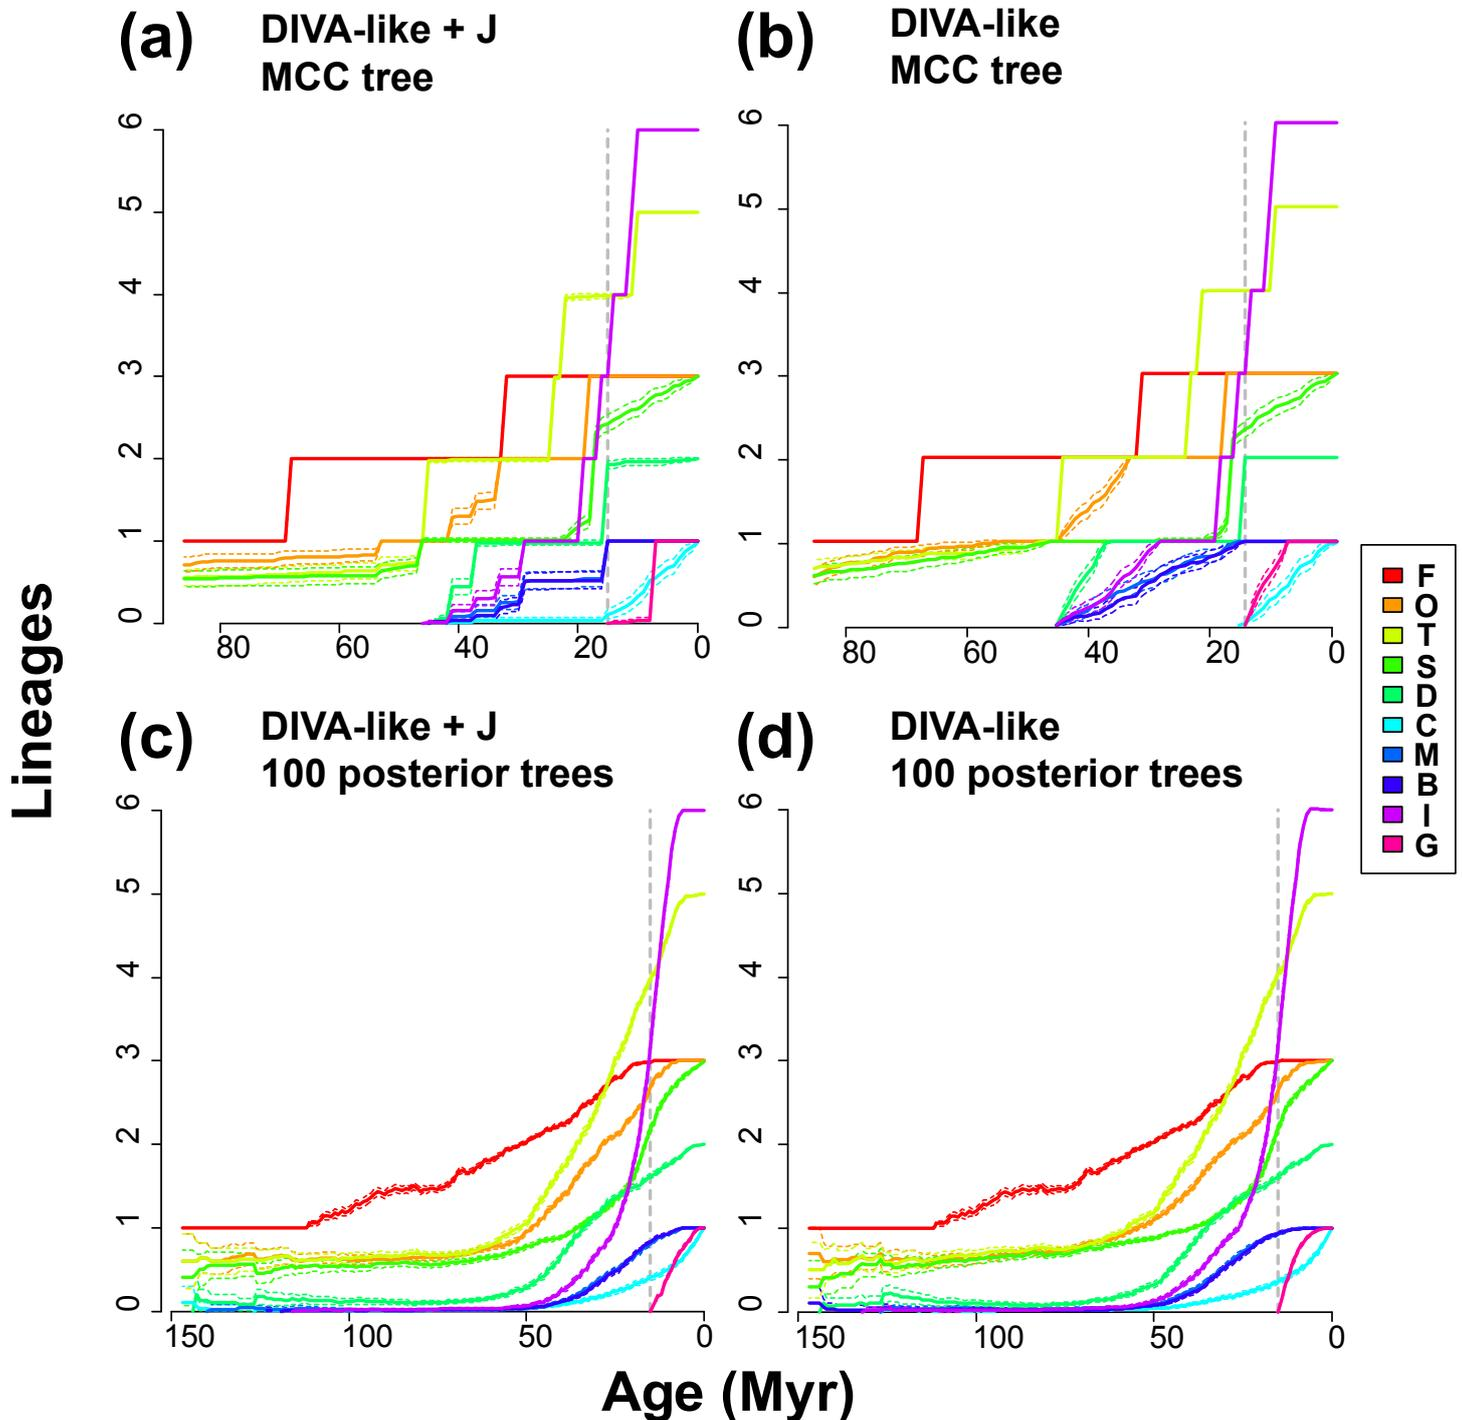 (a) DIVA-like + J
MCC tree
(b) DIVA-like
MCC tree
6
5
4
3
2
1
0
80 60 40 20 0
6
5
4
3
2
1
0
80 60 40 20 0
F
O
T
S
D
C
M
B
I
G
Lineages
(c) DIVA-like + J
100 posterior trees
(d) DIVA-like
100 posterior trees
6
5
4
3
2
1
0
150 100 50 0
6
5
4
3
2
1
0
150 100 50 0
Age (Myr)